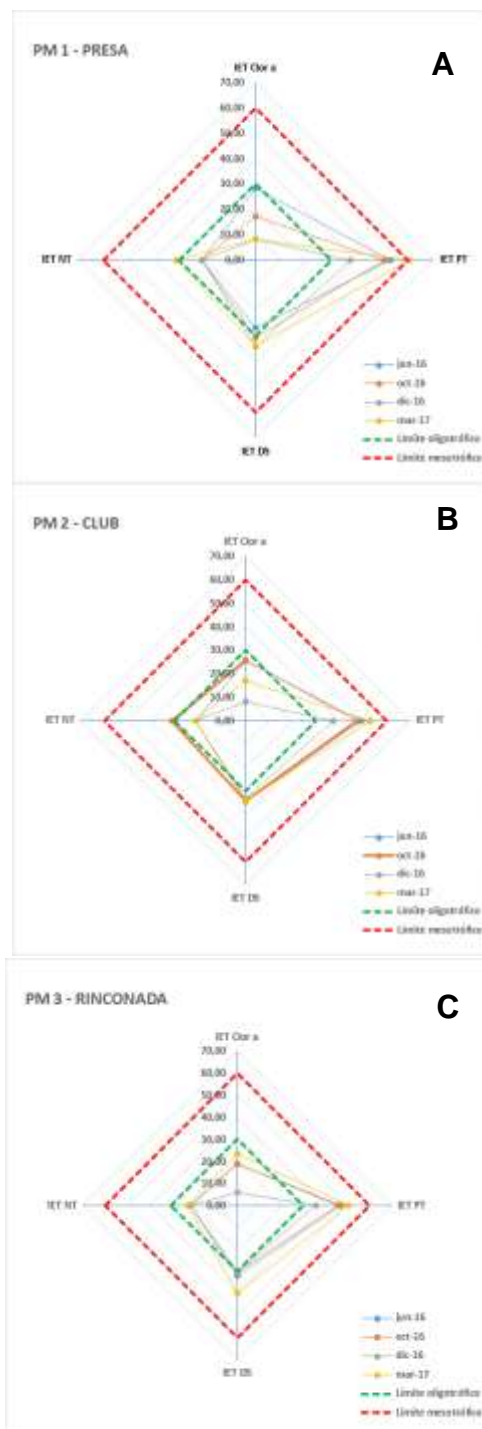 PM 1 - PRESA
A
IET Clor a
70,00
60,00
50,00
40,00
30,00
20,00
10,00
0,00
IET NT
IET PT
IET DS
jun-16
oct-16
dic-16
mar-17
Límite oligotrófico
Límite mesotrófico
PM 2 - CLUB
B
IET Clor a
70,00
60,00
50,00
40,00
30,00
20,00
10,00
0,00
IET NT
IET PT
IET DS
jun-16
oct-16
dic-16
mar-17
Límite oligotrófico
Límite mesotrófico
PM 3 - RINCONADA
C
IET Clor a
70,00
60,00
50,00
40,00
30,00
20,00
10,00
0,00
IET NT
IET PT
IET DS
jun-16
oct-16
dic-16
mar-17
Límite oligotrófico
Límite mesotrófico